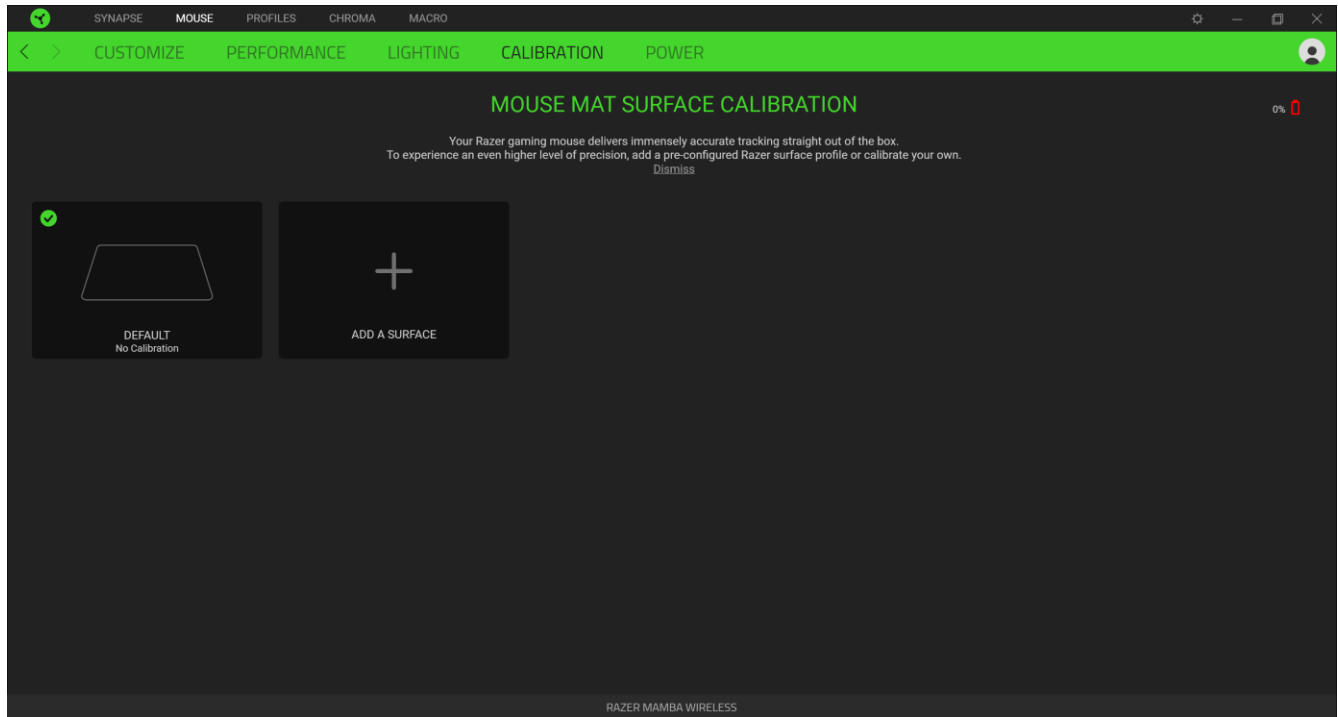 SYNAPSE MOUSE PROFILES CHROMA MACRO
CUSTOMIZE PERFORMANCE LIGHTING CALIBRATION POWER
MOUSE MAT SURFACE CALIBRATION
0%
Your Razer gaming mouse delivers immensely accurate tracking straight out of the box.
To experience an even higher level of precision, add a pre-configured Razer surface profile or calibrate your own.
Dismiss
DEFAULT
No Calibration
ADD A SURFACE
RAZER MAMBA WIRELESS